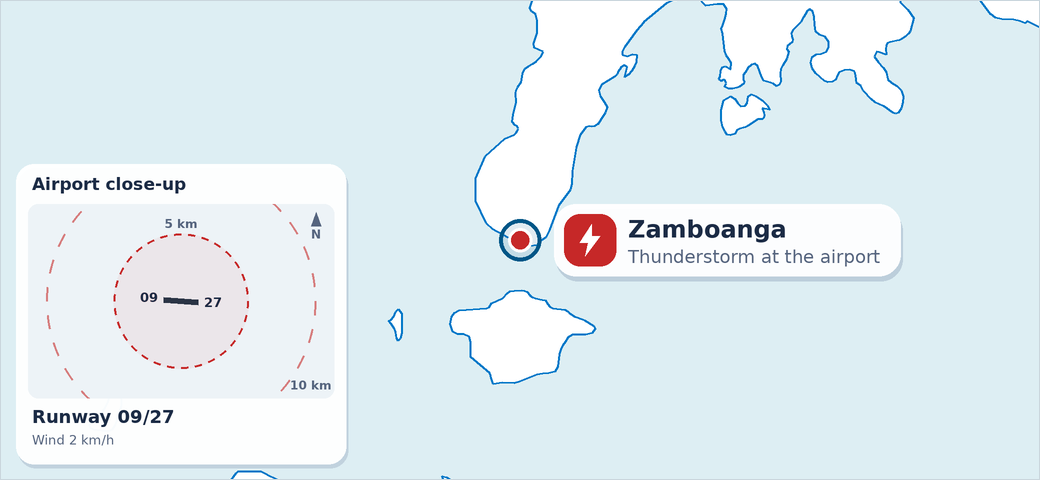 Zamboanga
Thunderstorm at the airport
Airport close-up
5 km
N
09
27
10 km
Runway 09/27
Wind 2 km/h